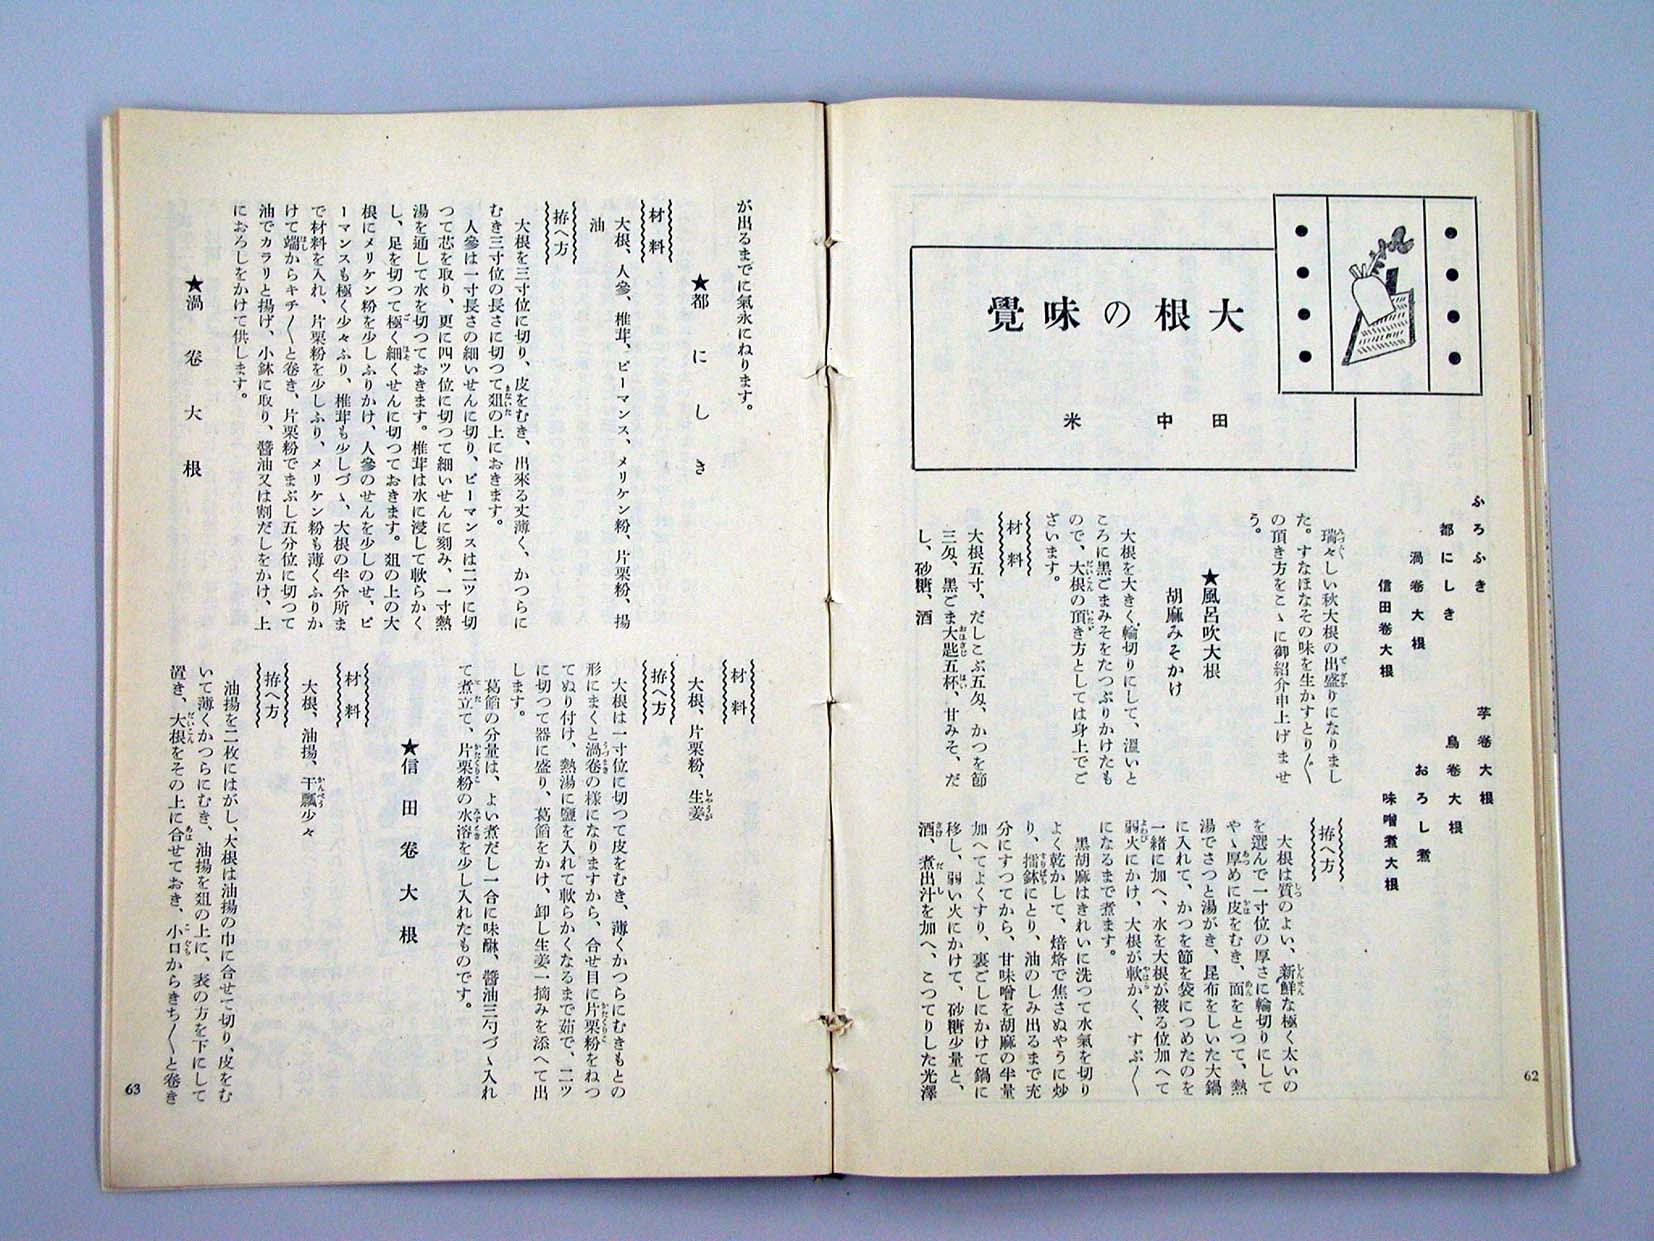 大根の味覺
田中米
ふろふき
都にしき
渦卷大根
信田卷大根
芋卷大根
鳥卷大根
おろし煮
味噌煮大根
瑞々しい秋大根の出盛りになりまし
た。すなほなその味を生かすとり〴〵
の頂き方をこゝに御紹介申上げませ
う。
★風呂吹大根
胡麻みそかけ
大根を大きく輪切りにして、溫いと
ころに黑ごまみそをたつぷりかけたも
ので、大根の頂き方としては身上でご
ざいます。
材料
大根五寸、だしこぶ五匁、かつを節
三匁、黑ごま大匙五杯、甘みそ、だ
し、砂糖、酒
拵へ方
大根は質のよい、新鮮な極く太いの
を選んで一寸位の厚さに輪切りにして
やゝ厚めに皮をむき、面をとつて、熱
湯でさつと湯がき、昆布をしいた大鍋
に入れて、かつを節を袋につめたのを
一緒に加へ、水を大根が被る位加へて
弱火にかけ、大根が軟かく、すぶ〳〵
になるまで煮ます。
黑胡麻はきれいに洗つて水氣を切り
よく乾かして、焙烙で焦さぬやうに炒
り、擂鉢にとり、油のしみ出るまで充
分にすつてから、甘味噌を胡麻の半量
加へてよくすり、裏ごしにかけて鍋に
移し、弱い火にかけて、砂糖少量と、
酒、煮出汁を加へ、こつてりした光澤
62
が出るまでに氣永にねります。
★都にしき
材料
大根、人參、椎茸、ピーマンス、メリケン粉、片栗粉、揚
油
拵へ方
大根を三寸位に切り、皮をむき、出來る丈薄く、かつらに
むき三寸位の長さに切つて爼の上におきます。
人參は一寸長さの細いせんに切り、ピーマンスは二ツに切
つて芯を取り、更に四ツ位に切つて細いせんに刻み、一寸熱
湯を通して水を切つておきます。椎茸は水に浸して軟らかく
し、足を切つて極く細くせんに切つておきます。爼の上の大
根にメリケン粉を少しふりかけ、人參のせんを少しのせ、ピ
ーマンスも極く少々ふり、椎茸も少しづゝ、大根の半分所ま
で材料を入れ、片栗粉を少しふり、メリケン粉も薄くふりか
けて端からキチ〳〵と卷き、片栗粉でまぶし五分位に切つて
油でカラリと揚げ、小鉢に取り、醬油又は割だしをかけ、上
におろしをかけて供します。
★渦卷大根
材料
大根、片栗粉、生姜
拵へ方
大根は一寸位に切つて皮をむき、薄くかつらにむきもとの
形にまくと渦卷の樣になりますから、合せ目に片栗粉をねつ
てぬり付け、熱湯に鹽を入れて軟らかくなるまで茹で、二ツ
に切つて器に盛り、葛餡をかけ、卸し生姜一摘みを添へて出
します。
葛餡の分量は、よい煮だし一合に味醂、醬油三勺づゝ入れ
て煮立て、片栗粉の水溶を少し入れたものです。
★信田卷大根
材料
大根、油揚、干瓢少々
拵へ方
油揚を二枚にはがし、大根は油揚の巾に合せて切り、皮をむ
いて薄くかつらにむき、油揚を爼の上に、表の方を下にして
置き、大根をその上に合せておき、小口からきち〳〵と卷き
63